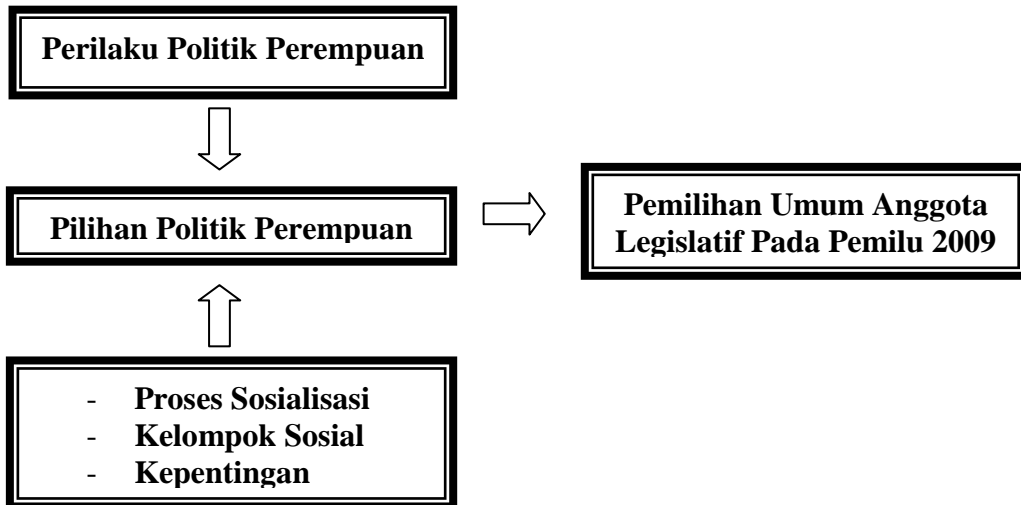 Perilaku Politik Perempuan
Pilihan Politik Perempuan
Pemilihan Umum Anggota
Legislatif Pada Pemilu 2009
- Proses Sosialisasi
- Kelompok Sosial
- Kepentingan